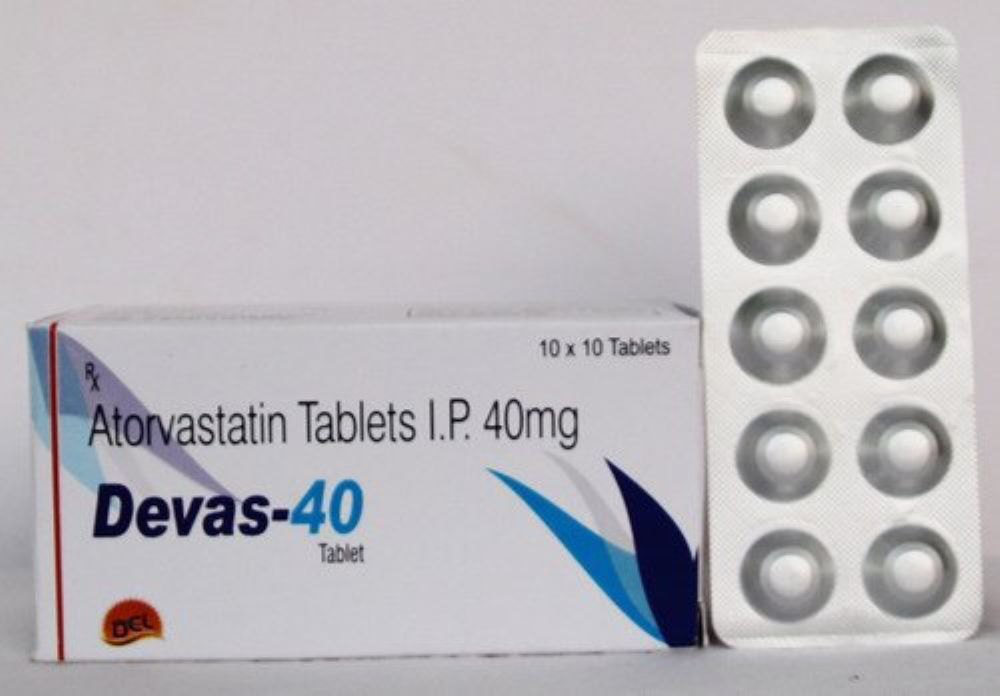 10 x 10 Tablets
Rx
Atorvastatin Tablets I.P. 40mg
Devas-40
Tablet
DCL